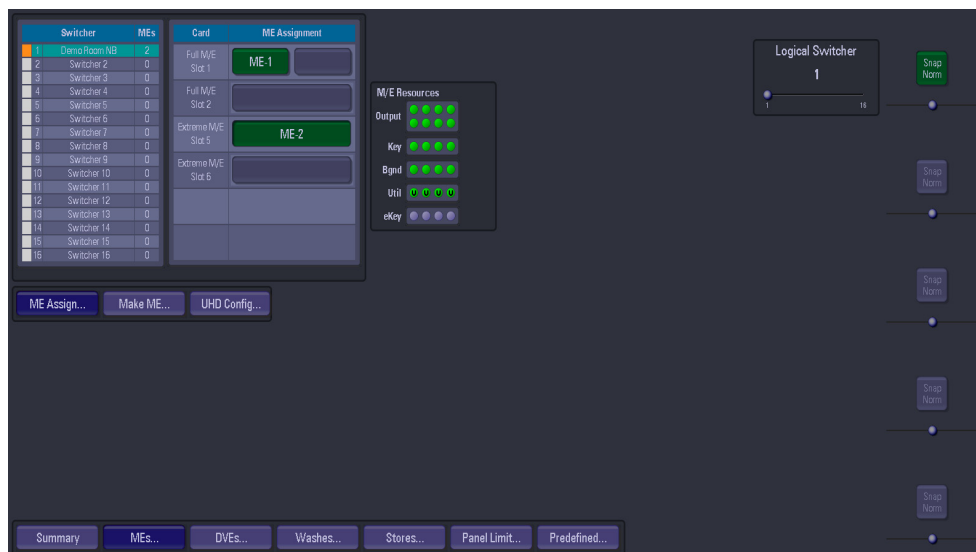 Switcher MEs
1 Demo Room NB 2
2 Switcher 2 0
3 Switcher 3 0
4 Switcher 4 0
5 Switcher 5 0
6 Switcher 6 0
7 Switcher 7 0
8 Switcher 8 0
9 Switcher 9 0
10 Switcher 10 0
11 Switcher 11 0
12 Switcher 12 0
13 Switcher 13 0
14 Switcher 14 0
15 Switcher 15 0
16 Switcher 16 0
Card ME Assignment
Full M/E
Slot 1
ME-1
Full M/E
Slot 2
Extreme M/E
Slot 5
ME-2
Extreme M/E
Slot 6
M/E Resources
Output
Key
Bgnd
Util U U U U
eKey
Logical Switcher
1
1 16
Snap
Norm
Snap
Norm
Snap
Norm
Snap
Norm
Snap
Norm
ME Assign... Make ME... UHD Config...
Summary MEs... DVEs... Washes... Stores... Panel Limit... Predefined...